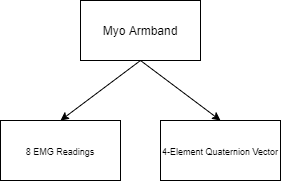 Myo Armband
8 EMG Readings
4-Element Quaternion Vector